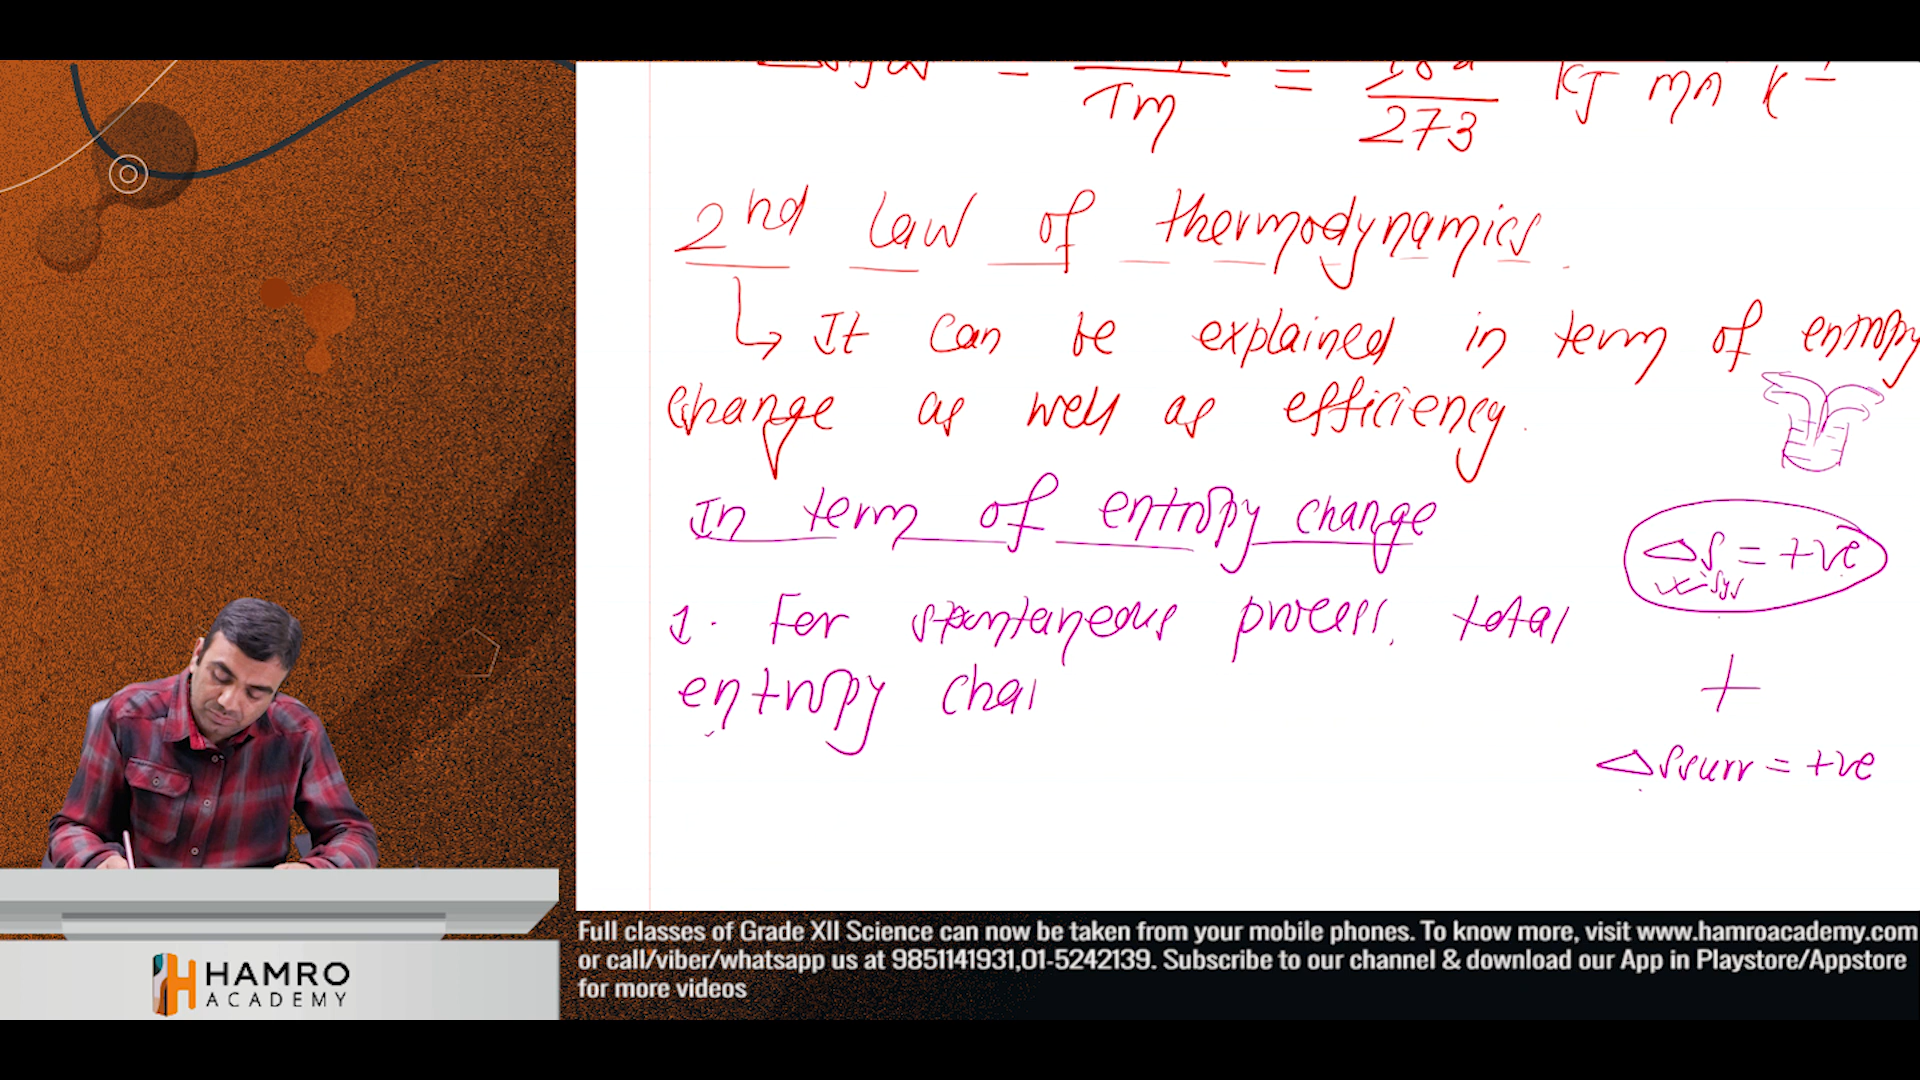 Tm = 273 kJ K
2nd law of thermodynamics
It can be explained in term of entropy
change as well as efficiency.
In term of entropy change
ΔS = +ve
sys
1. For spontaneous process, total
entropy chai
+
ΔSsurr = +ve
Full classes of Grade XII Science can now be taken from your mobile phones. To know more, visit www.hamroacademy.com
or call/viber/whatsapp us at 9851141931,01-5242139. Subscribe to our channel & download our App in Playstore/Appstore
for more videos
HAMRO
ACADEMY